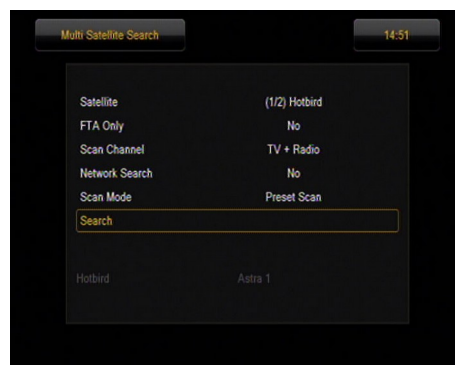 Multi Satellite Search 14:51
Satellite (1/2) Hotbird
FTA Only No
Scan Channel TV + Radio
Network Search No
Scan Mode Preset Scan
Search
Hotbird Astra 1